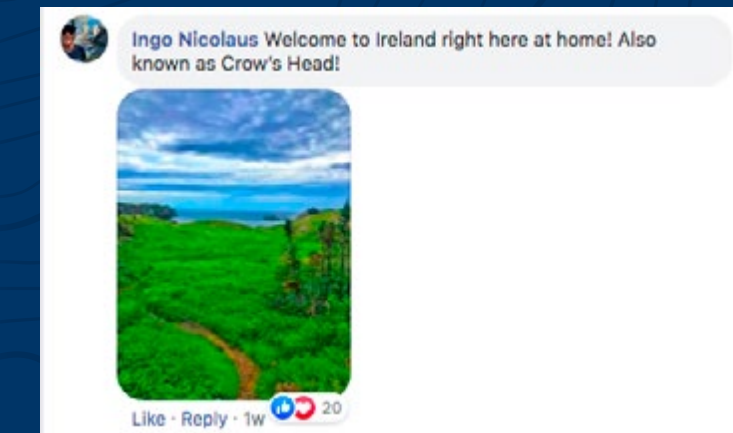 Ingo Nicolaus Welcome to Ireland right here at home! Also
known as Crow's Head!
Like · Reply · 1w 20